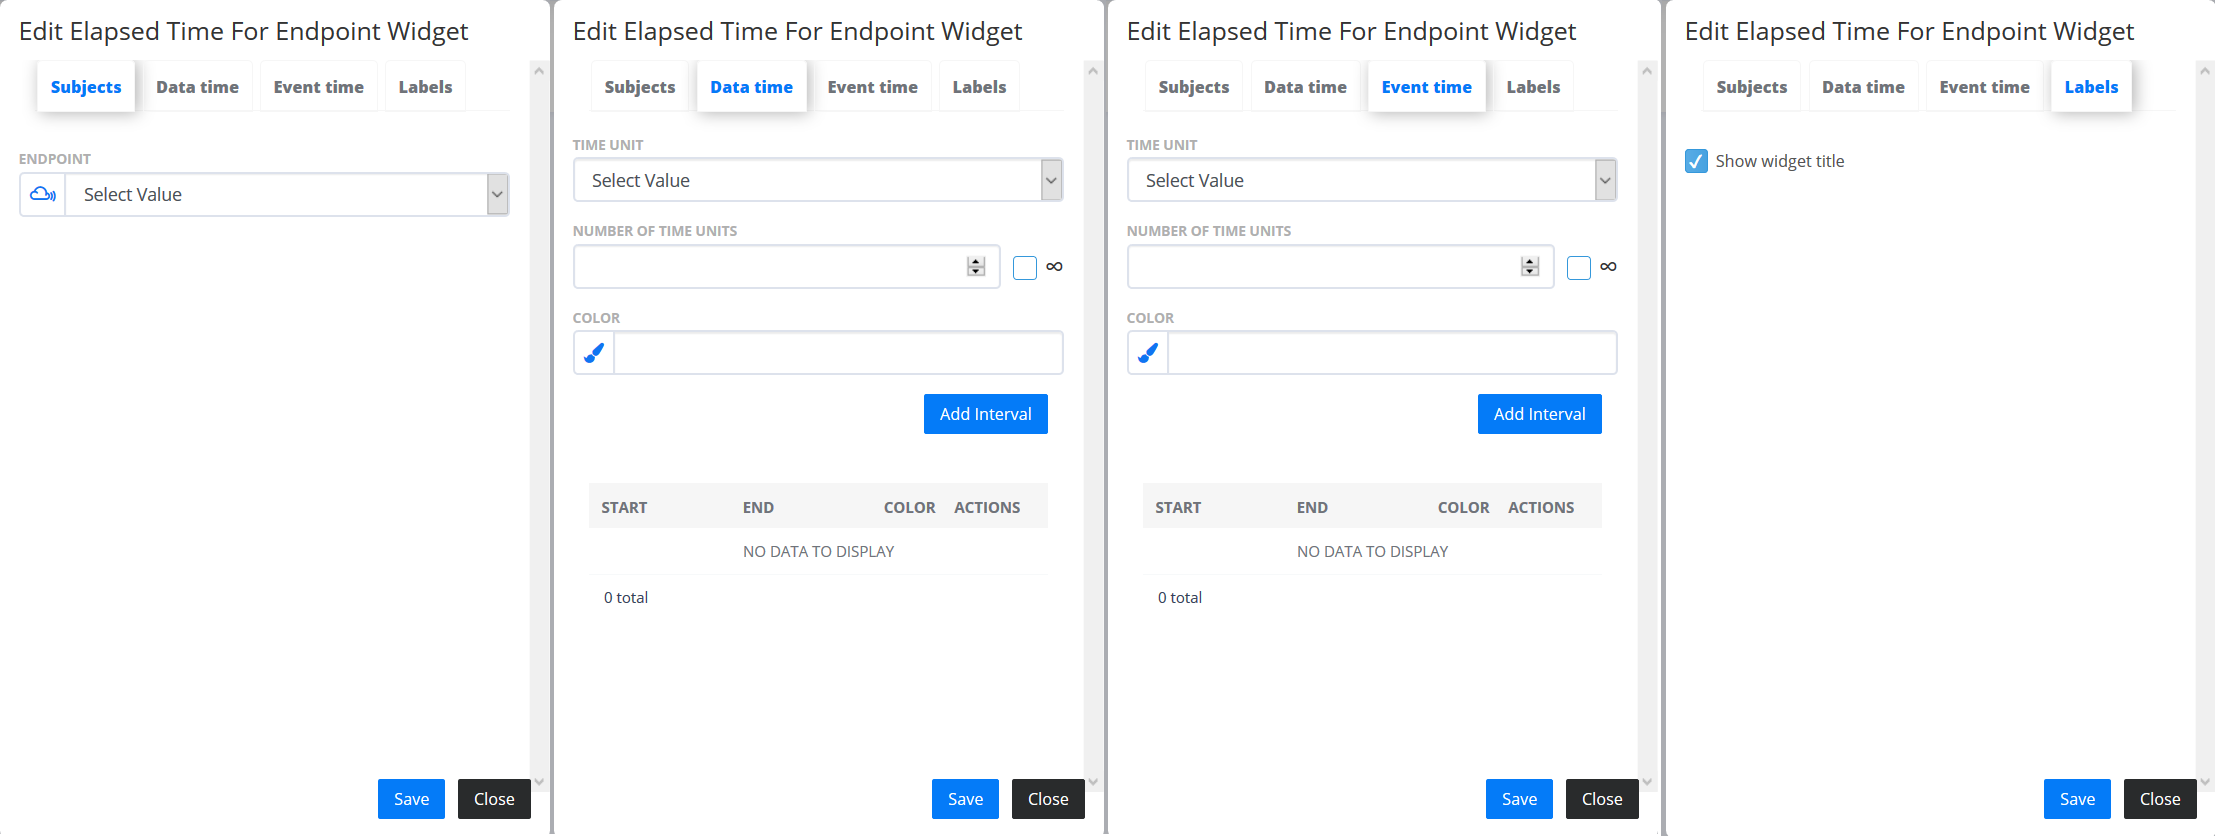 Edit Elapsed Time For Endpoint Widget
Subjects Data time Event time Labels
ENDPOINT
Select Value
Save Close
Edit Elapsed Time For Endpoint Widget
Subjects Data time Event time Labels
TIME UNIT
Select Value
NUMBER OF TIME UNITS
∞
COLOR
Add Interval
START END COLOR ACTIONS
NO DATA TO DISPLAY
0 total
Save Close
Edit Elapsed Time For Endpoint Widget
Subjects Data time Event time Labels
TIME UNIT
Select Value
NUMBER OF TIME UNITS
∞
COLOR
Add Interval
START END COLOR ACTIONS
NO DATA TO DISPLAY
0 total
Save Close
Edit Elapsed Time For Endpoint Widget
Subjects Data time Event time Labels
Show widget title
Save Close